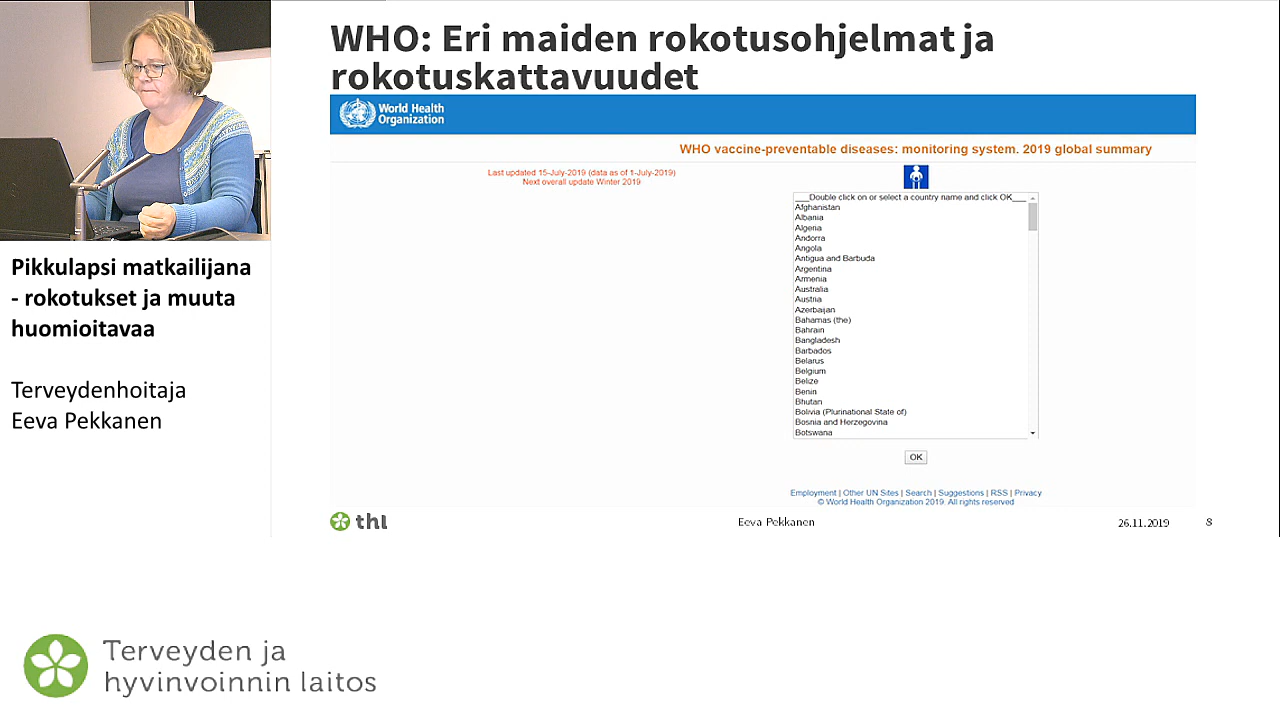 WHO: Eri maiden rokotusohjelmat ja
rokotuskattavuudet
World Health
Organization
WHO vaccine-preventable diseases: monitoring system. 2019 global summary
Last updated 15-July-2019 (data as of 1-July-2019)
Next overall update Winter 2019
___Double click on or select a country name and click OK___
Afghanistan
Albania
Algeria
Andorra
Angola
Antigua and Barbuda
Argentina
Armenia
Australia
Austria
Azerbaijan
Bahamas (the)
Bahrain
Bangladesh
Barbados
Belarus
Belgium
Belize
Benin
Bhutan
Bolivia (Plurinational State of)
Bosnia and Herzegovina
Botswana
OK
Employment | Other UN Sites | Search | Suggestions | RSS | Privacy
© World Health Organization 2019. All rights reserved
thl
Eeva Pekkanen
26.11.2019
8
Pikkulapsi matkailijana
- rokotukset ja muuta
huomioitavaa
Terveydenhoitaja
Eeva Pekkanen
Terveyden ja
hyvinvoinnin laitos